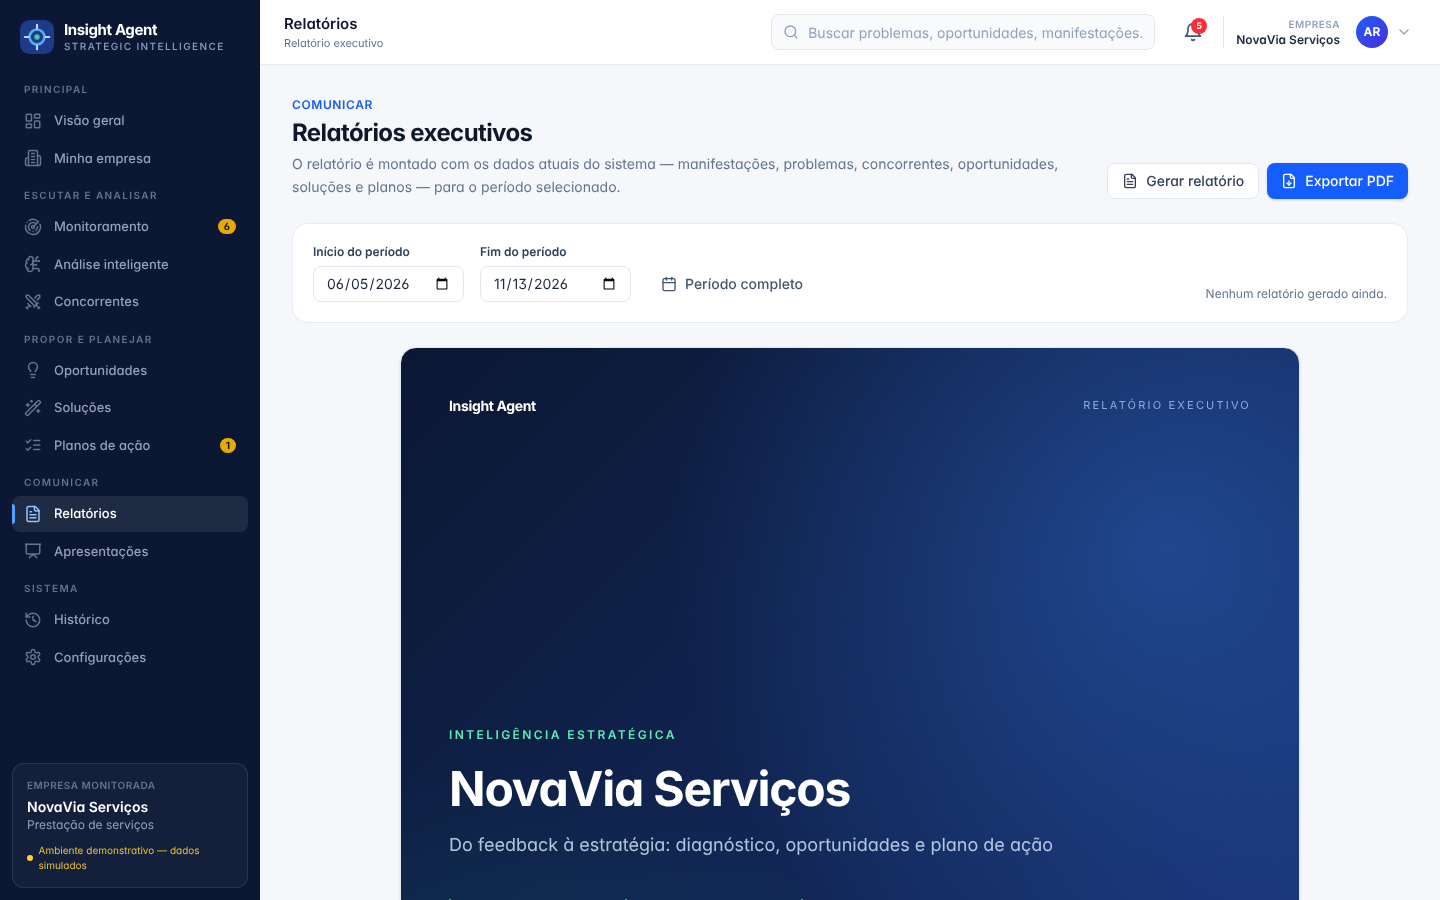 Insight Agent
STRATEGIC INTELLIGENCE
PRINCIPAL
Visão geral
Minha empresa
ESCUTAR E ANALISAR
Monitoramento
6
Análise inteligente
Concorrentes
PROPOR E PLANEJAR
Oportunidades
Soluções
Planos de ação
1
COMUNICAR
Relatórios
Apresentações
SISTEMA
Histórico
Configurações
EMPRESA MONITORADA
NovaVia Serviços
Prestação de serviços
Ambiente demonstrativo — dados
simulados
Relatórios
Relatório executivo
Buscar problemas, oportunidades, manifestações.
5
EMPRESA
NovaVia Serviços
AR
COMUNICAR
Relatórios executivos
O relatório é montado com os dados atuais do sistema — manifestações, problemas, concorrentes, oportunidades,
soluções e planos — para o período selecionado.
Gerar relatório
Exportar PDF
Início do período
Fim do período
06/05/2026
11/13/2026
Período completo
Nenhum relatório gerado ainda.
Insight Agent
RELATÓRIO EXECUTIVO
INTELIGÊNCIA ESTRATÉGICA
NovaVia Serviços
Do feedback à estratégia: diagnóstico, oportunidades e plano de ação